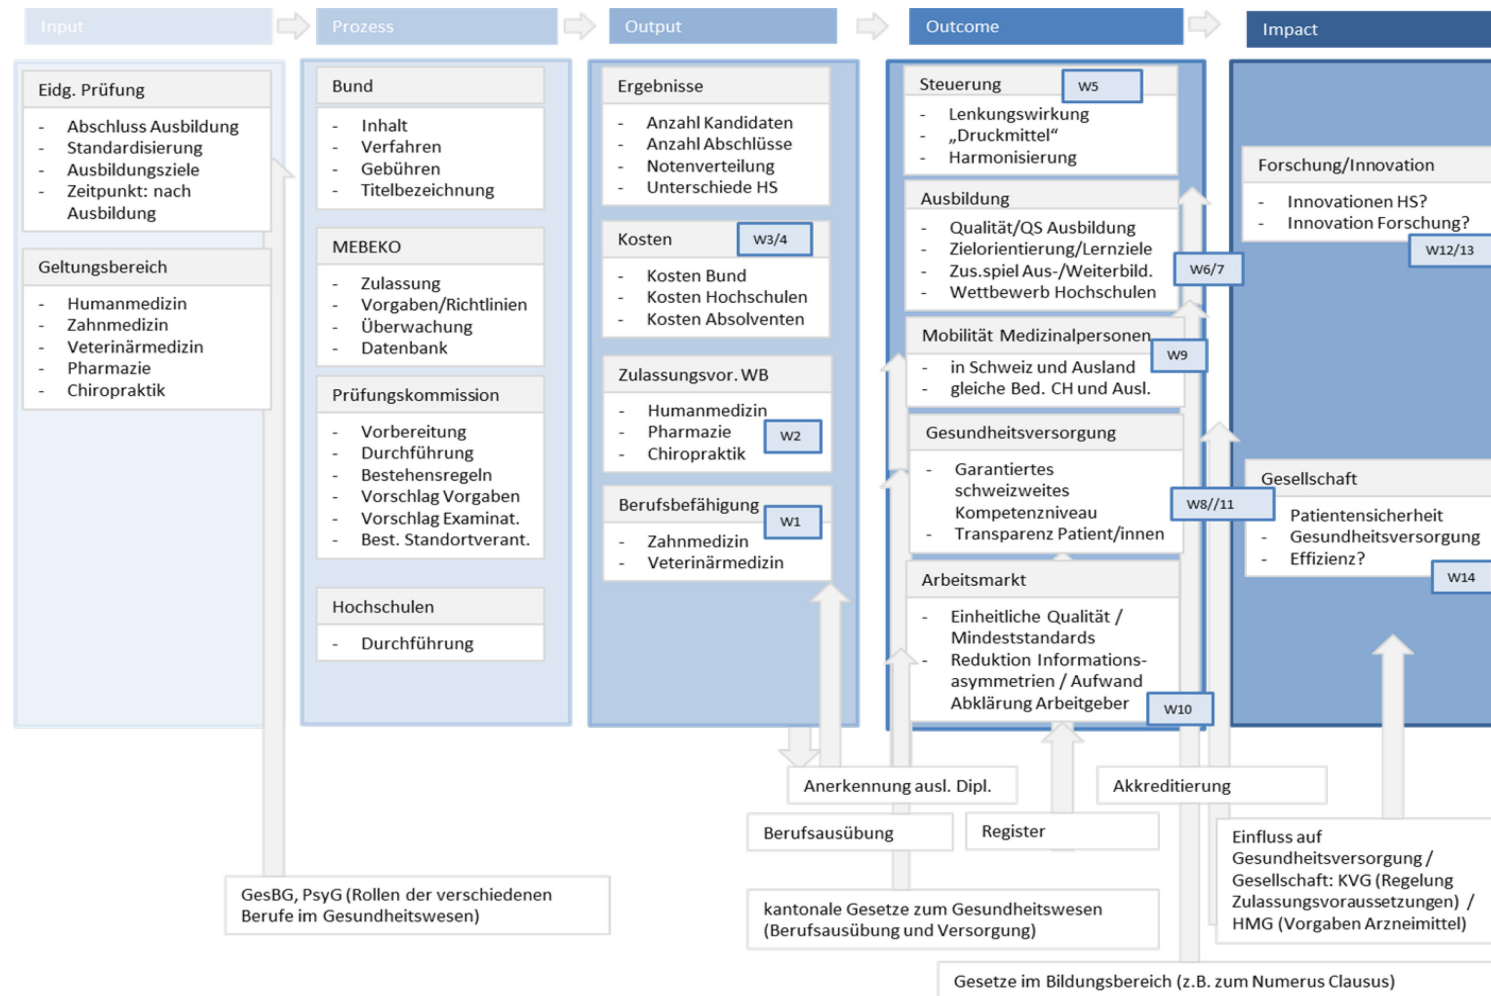 Input
Prozess
Output
Outcome
Impact
Eidg. Prüfung
- Abschluss Ausbildung
- Standardisierung
- Ausbildungsziele
- Zeitpunkt: nach
Ausbildung
Geltungsbereich
- Humanmedizin
- Zahnmedizin
- Veterinärmedizin
- Pharmazie
- Chiropraktik
Bund
- Inhalt
- Verfahren
- Gebühren
- Titelbezeichnung
MEBEKO
- Zulassung
- Vorgaben/Richtlinien
- Überwachung
- Datenbank
Prüfungskommission
- Vorbereitung
- Durchführung
- Bestehensregeln
- Vorschlag Vorgaben
- Vorschlag Examinat.
- Best. Standortverant.
Hochschulen
- Durchführung
Ergebnisse
- Anzahl Kandidaten
- Anzahl Abschlüsse
- Notenverteilung
- Unterschiede HS
Kosten
W3/4
- Kosten Bund
- Kosten Hochschulen
- Kosten Absolventen
Zulassungsvor. WB
- Humanmedizin
- Pharmazie
- Chiropraktik
W2
Berufsbefähigung
W1
- Zahnmedizin
- Veterinärmedizin
Steuerung
W5
- Lenkungswirkung
- „Druckmittel“
- Harmonisierung
Ausbildung
- Qualität/QS Ausbildung
- Zielorientierung/Lernziele
- Zus.spiel Aus-/Weiterbild.
- Wettbewerb Hochschulen
W6/7
Mobilität Medizinalpersonen
W9
- in Schweiz und Ausland
- gleiche Bed. CH und Ausl.
Gesundheitsversorgung
- Garantiertes
schweizweites
Kompetenzniveau
- Transparenz Patient/innen
W8//11
Arbeitsmarkt
- Einheitliche Qualität /
Mindeststandards
- Reduktion Informations-
asymmetrien / Aufwand
Abklärung Arbeitgeber
W10
Forschung/Innovation
- Innovationen HS?
- Innovation Forschung?
W12/13
Gesellschaft
Patientensicherheit
- Gesundheitsversorgung
- Effizienz?
W14
Anerkennung ausl. Dipl.
Akkreditierung
Berufsausübung
Register
Einfluss auf
Gesundheitsversorgung /
Gesellschaft: KVG (Regelung
Zulassungsvoraussetzungen) /
HMG (Vorgaben Arzneimittel)
GesBG, PsyG (Rollen der verschiedenen
Berufe im Gesundheitswesen)
kantonale Gesetze zum Gesundheitswesen
(Berufsausübung und Versorgung)
Gesetze im Bildungsbereich (z.B. zum Numerus Clausus)